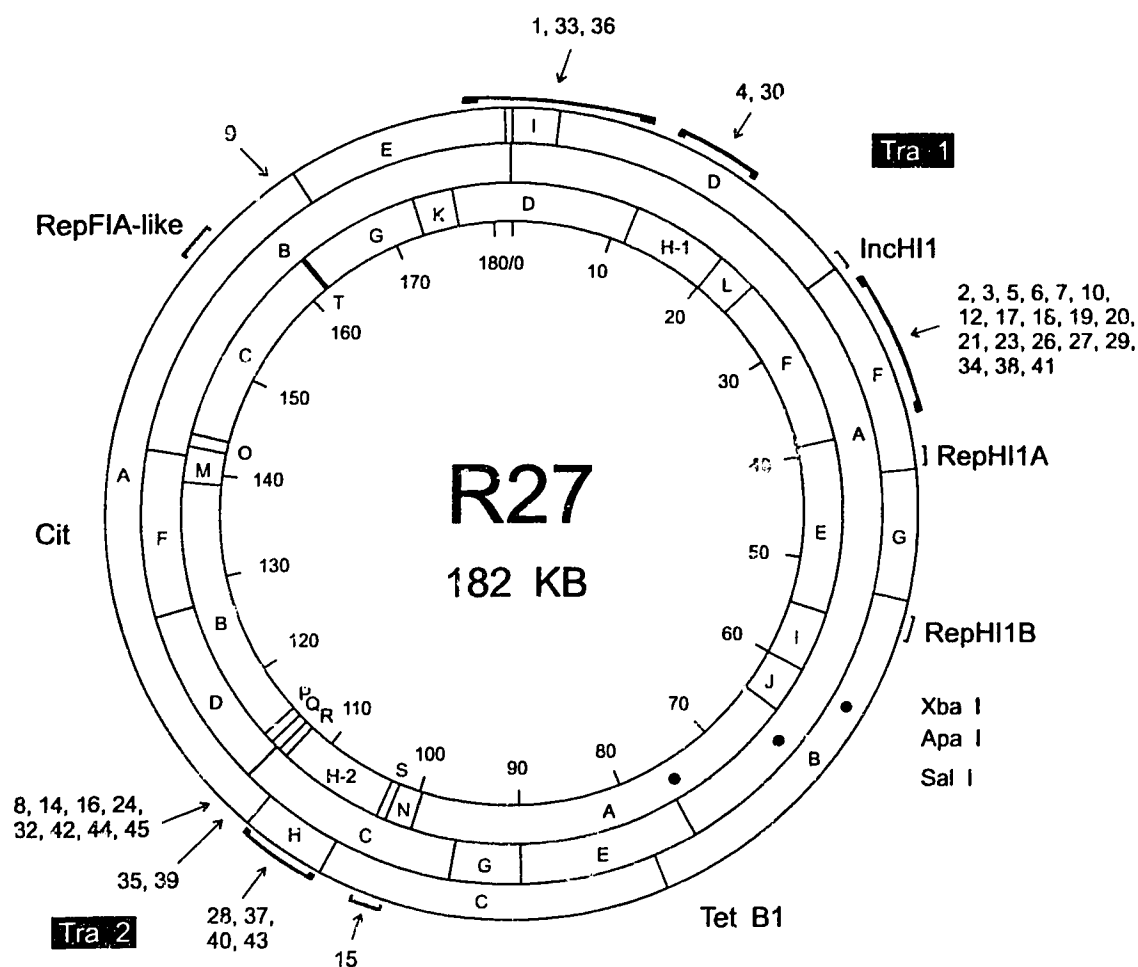 1, 33, 36
4, 30
Tra 1
9
RepFIA-like
IncHI1
2, 3, 5, 6, 7, 10,
12, 17, 18, 19, 20,
21, 23, 26, 27, 29,
34, 38, 41
RepHI1A
RepHI1B
Xba I
Apa I
Sal I
Tet B1
15
28, 37,
40, 43
Tra 2
35, 39
8, 14, 16, 24,
32, 42, 44, 45
Cit
I
D
F
G
B
C
H
A
E
A
E
G
C
D
F
B
D
H-1
L
F
E
I
J
A
N
S
H-2
R
Q
P
B
M
O
C
T
G
K
180/0
10
20
30
40
50
60
70
80
90
100
110
120
130
140
150
160
170
R27
182 KB